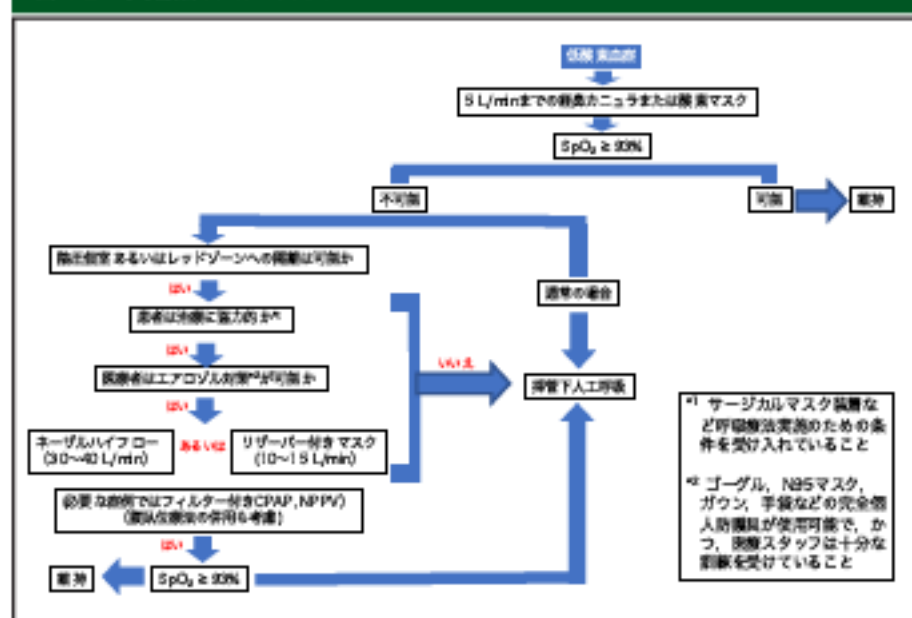 低酸素血症
5 L/minまでの経鼻カニュラまたは酸素マスク
SpO₂ ≥ 93%
不可能
可能
維持
陰圧個室あるいはレッドゾーンへの隔離は可能か
通常の場合
はい
患者は治療に協力的か*¹
はい
医療者はエアロゾル対策*²が可能か
いいえ
挿管下人工呼吸
はい
ネーザルハイフロー
(30~40 L/min)
あるいは
リザーバー付きマスク
(10~15 L/min)
必要な症例ではフィルター付きCPAP, NPPV)
(腹臥位療法の併用も考慮)
はい
維持
SpO₂ ≥ 93%
*¹ サージカルマスク装着な
ど呼吸療法実施のための条
件を受け入れていること
*² ゴーグル, N95マスク,
ガウン, 手袋などの完全個
人防護具が使用可能で, か
つ, 医療スタッフは十分な
訓練を受けていること